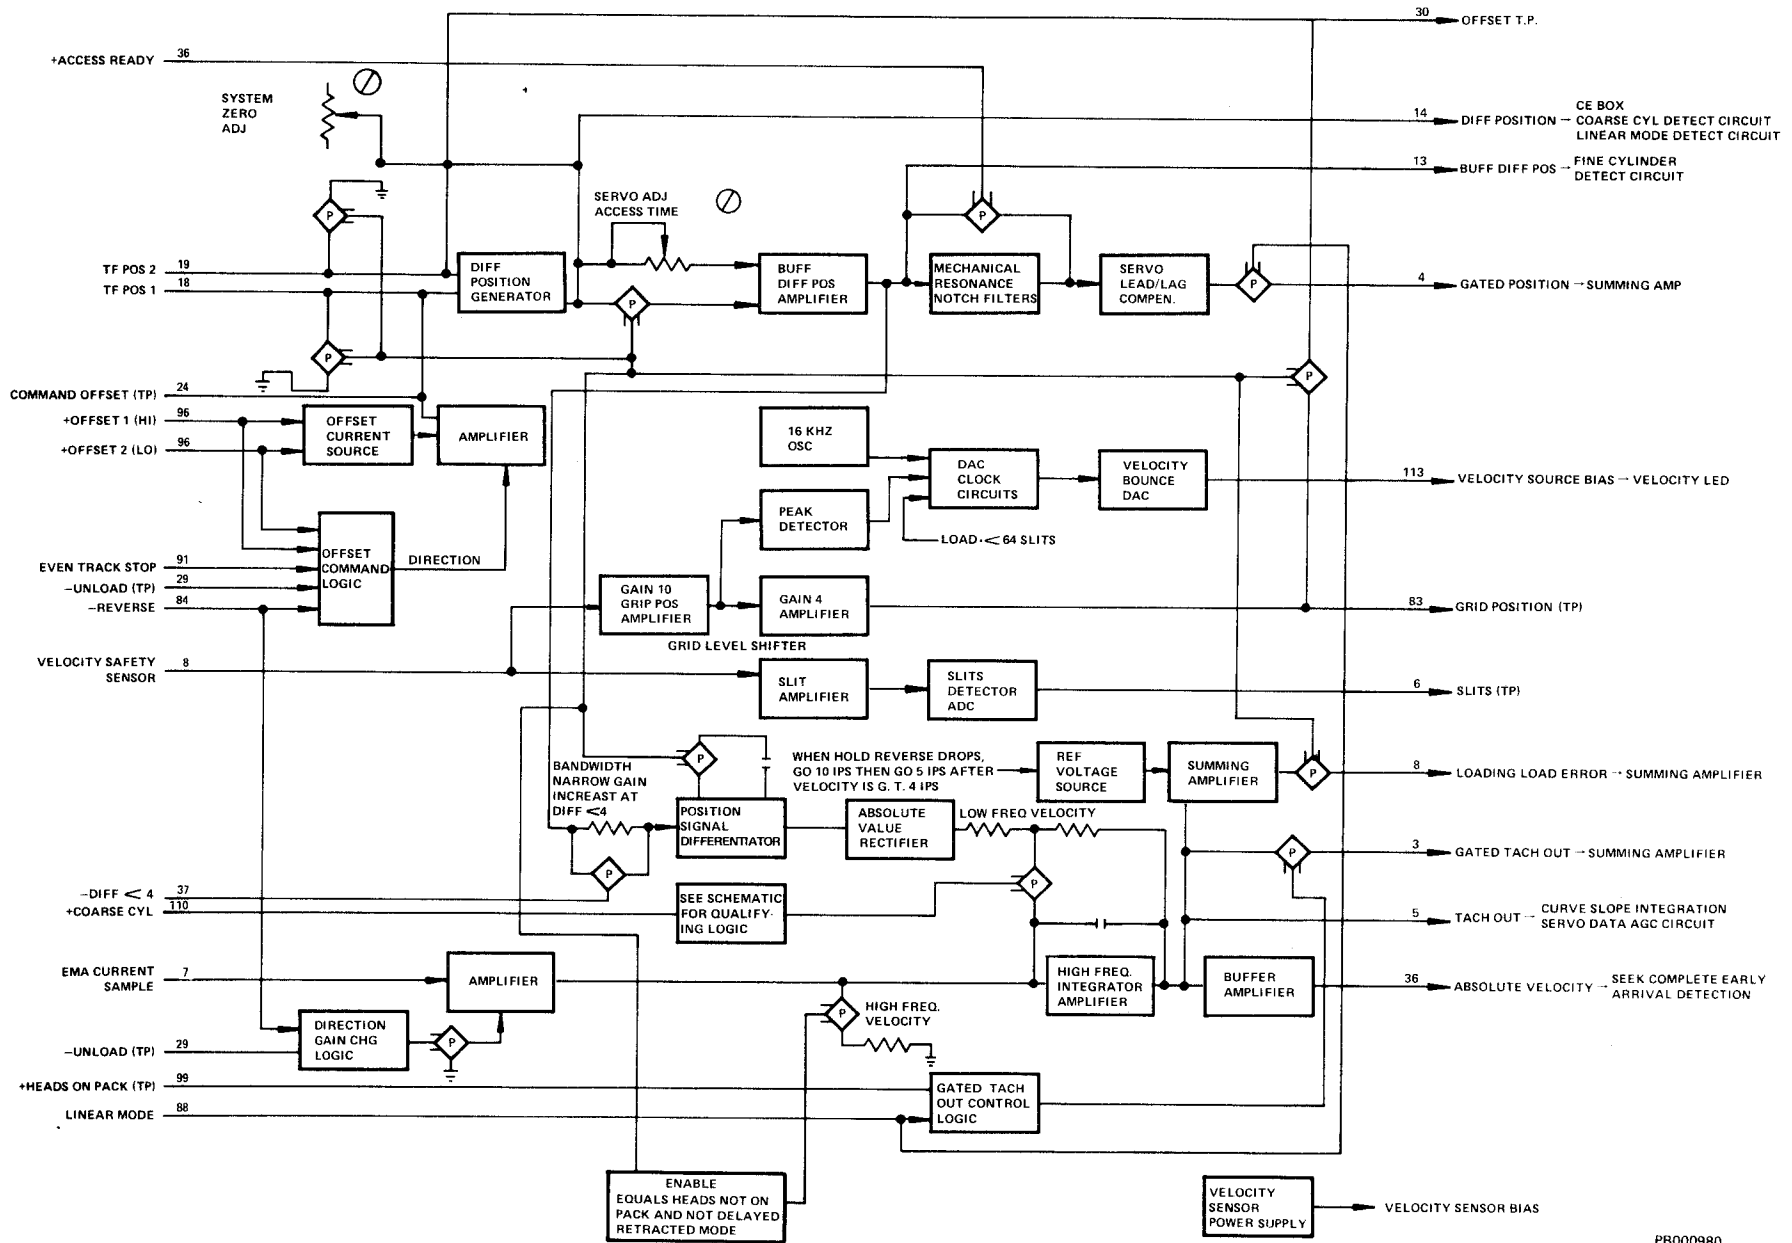 30
OFFSET T.P.
+ACCESS READY
36
SYSTEM
ZERO
ADJ
14
DIFF POSITION →
CE BOX
COARSE CYL DETECT CIRCUIT
LINEAR MODE DETECT CIRCUIT
13
BUFF DIFF POS →
FINE CYLINDER
DETECT CIRCUIT
P
SERVO ADJ
ACCESS TIME
P
TF POS 2
19
TF POS 1
18
DIFF
POSITION
GENERATOR
P
BUFF
DIFF POS
AMPLIFIER
MECHANICAL
RESONANCE
NOTCH FILTERS
SERVO
LEAD/LAG
COMPEN.
P
4
GATED POSITION → SUMMING AMP
P
P
COMMAND OFFSET (TP)
24
+OFFSET 1 (HI)
96
+OFFSET 2 (LO)
96
OFFSET
CURRENT
SOURCE
AMPLIFIER
16 KHZ
OSC
DAC
CLOCK
CIRCUITS
VELOCITY
BOUNCE
DAC
113
VELOCITY SOURCE BIAS → VELOCITY LED
PEAK
DETECTOR
LOAD·< 64 SLITS
OFFSET
COMMAND
LOGIC
DIRECTION
EVEN TRACK STOP
91
−UNLOAD (TP)
29
−REVERSE
84
GAIN 10
GRIP POS
AMPLIFIER
GAIN 4
AMPLIFIER
83
GRID POSITION (TP)
GRID LEVEL SHIFTER
VELOCITY SAFETY
SENSOR
8
SLIT
AMPLIFIER
SLITS
DETECTOR
ADC
6
SLITS (TP)
BANDWIDTH
NARROW GAIN
INCREAST AT
DIFF <4
P
WHEN HOLD REVERSE DROPS,
GO 10 IPS THEN GO 5 IPS AFTER
VELOCITY IS G. T. 4 IPS
REF
VOLTAGE
SOURCE
SUMMING
AMPLIFIER
P
8
LOADING LOAD ERROR → SUMMING AMPLIFIER
POSITION
SIGNAL
DIFFERENTIATOR
ABSOLUTE
VALUE
RECTIFIER
LOW FREQ VELOCITY
P
3
GATED TACH OUT → SUMMING AMPLIFIER
P
P
−DIFF < 4
37
+COARSE CYL
110
SEE SCHEMATIC
FOR QUALIFY-
ING LOGIC
5
TACH OUT →
CURVE SLOPE INTEGRATION
SERVO DATA AGC CIRCUIT
EMA CURRENT
SAMPLE
7
AMPLIFIER
HIGH FREQ.
INTEGRATOR
AMPLIFIER
BUFFER
AMPLIFIER
36
ABSOLUTE VELOCITY →
SEEK COMPLETE EARLY
ARRIVAL DETECTION
P
HIGH FREQ.
VELOCITY
DIRECTION
GAIN CHG
LOGIC
P
−UNLOAD (TP)
29
+HEADS ON PACK (TP)
99
LINEAR MODE
88
GATED TACH
OUT CONTROL
LOGIC
ENABLE
EQUALS HEADS NOT ON
PACK AND NOT DELAYED
RETRACTED MODE
VELOCITY
SENSOR
POWER SUPPLY
VELOCITY SENSOR BIAS
PB000980